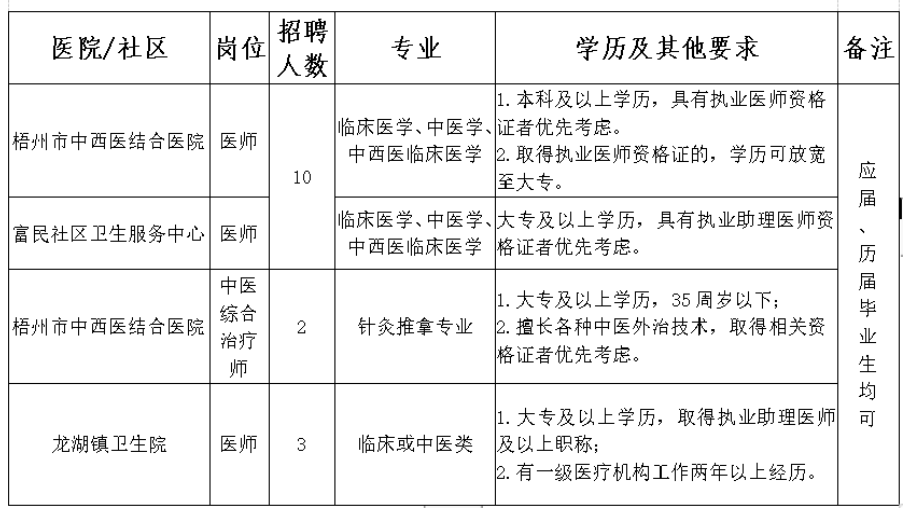 医院/社区
岗位
招聘
人数
专业
学历及其他要求
备注
梧州市中西医结合医院
医师
10
临床医学、中医学、
中西医临床医学
1.本科及以上学历，具有执业医师资格
证者优先考虑。
2.取得执业医师资格证的，学历可放宽
至大专。
富民社区卫生服务中心
医师
临床医学、中医学、
中西医临床医学
大专及以上学历，具有执业助理医师资
格证者优先考虑。
梧州市中西医结合医院
中医
综合
治疗
师
2
针灸推拿专业
1.大专及以上学历，35周岁以下；
2.擅长各种中医外治技术，取得相关资
格证者优先考虑。
龙湖镇卫生院
医师
3
临床或中医类
1.大专及以上学历，取得执业助理医师
及以上职称；
2.有一级医疗机构工作两年以上经历。
应届、历届毕业生均可